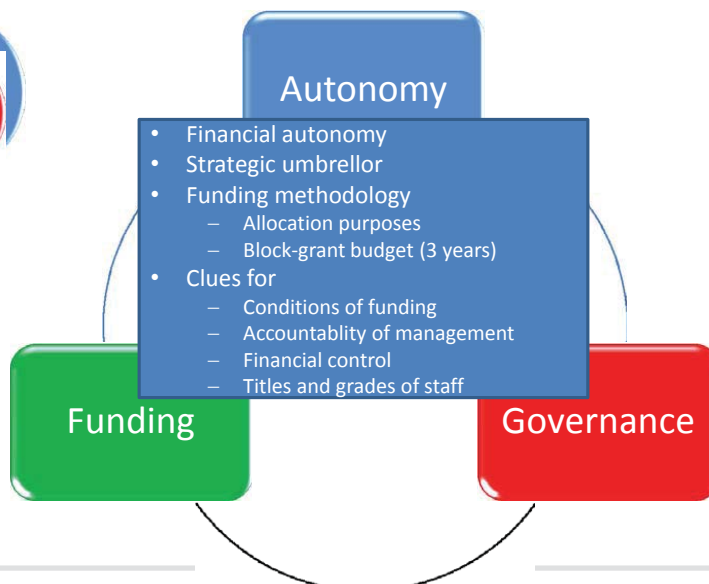 Autonomy
• Financial autonomy
• Strategic umbrellor
• Funding methodology
– Allocation purposes
– Block-grant budget (3 years)
• Clues for
– Conditions of funding
– Accountablity of management
– Financial control
– Titles and grades of staff
Funding
Governance